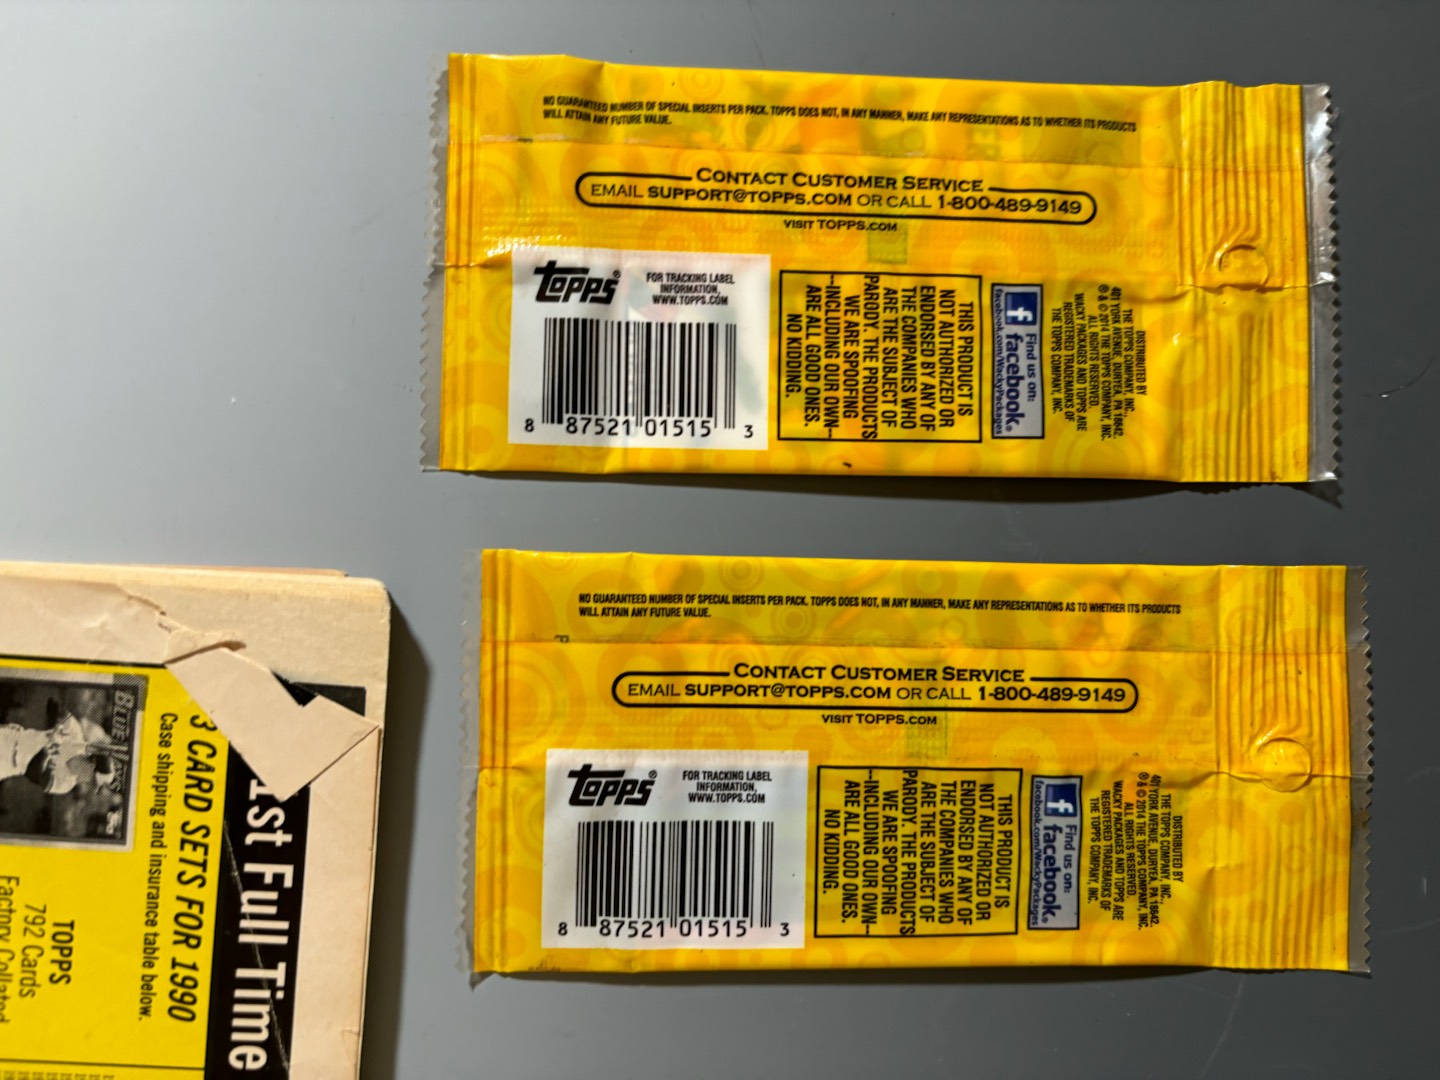 NO GUARANTEED NUMBER OF SPECIAL INSERTS PER PACK. TOPPS DOES NOT, IN ANY MANNER, MAKE ANY REPRESENTATIONS AS TO WHETHER ITS PRODUCTS
WILL ATTAIN ANY FUTURE VALUE.
CONTACT CUSTOMER SERVICE
EMAIL SUPPORT@TOPPS.COM OR CALL 1-800-489-9149
VISIT TOPPS.COM
topps®
FOR TRACKING LABEL
INFORMATION,
WWW.TOPPS.COM
8 87521 01515 3
THIS PRODUCT IS
NOT AUTHORIZED OR
ENDORSED BY ANY OF
THE COMPANIES WHO
ARE THE SUBJECT OF
PARODY. THE PRODUCTS
WE ARE SPOOFING
—INCLUDING OUR OWN—
ARE ALL GOOD ONES.
NO KIDDING.
Find us on:
facebook®
facebook.com/WackyPackages
DISTRIBUTED BY
THE TOPPS COMPANY, INC.,
401 YORK AVENUE, DURYEA, PA 18642.
® & © 2014 THE TOPPS COMPANY, INC.
ALL RIGHTS RESERVED.
WACKY PACKAGES AND TOPPS ARE
REGISTERED TRADEMARKS OF
THE TOPPS COMPANY, INC.
NO GUARANTEED NUMBER OF SPECIAL INSERTS PER PACK. TOPPS DOES NOT, IN ANY MANNER, MAKE ANY REPRESENTATIONS AS TO WHETHER ITS PRODUCTS
WILL ATTAIN ANY FUTURE VALUE.
CONTACT CUSTOMER SERVICE
EMAIL SUPPORT@TOPPS.COM OR CALL 1-800-489-9149
VISIT TOPPS.COM
topps®
FOR TRACKING LABEL
INFORMATION,
WWW.TOPPS.COM
8 87521 01515 3
THIS PRODUCT IS
NOT AUTHORIZED OR
ENDORSED BY ANY OF
THE COMPANIES WHO
ARE THE SUBJECT OF
PARODY. THE PRODUCTS
WE ARE SPOOFING
—INCLUDING OUR OWN—
ARE ALL GOOD ONES.
NO KIDDING.
Find us on:
facebook®
facebook.com/WackyPackages
DISTRIBUTED BY
THE TOPPS COMPANY, INC.,
401 YORK AVENUE, DURYEA, PA 18642.
® & © 2014 THE TOPPS COMPANY, INC.
ALL RIGHTS RESERVED.
WACKY PACKAGES AND TOPPS ARE
REGISTERED TRADEMARKS OF
THE TOPPS COMPANY, INC.
1st Full Time
3 CARD SETS FOR 1990
Case shipping and insurance table below.
BLUE JAYS
TOPPS
792 Cards
Factory Collated